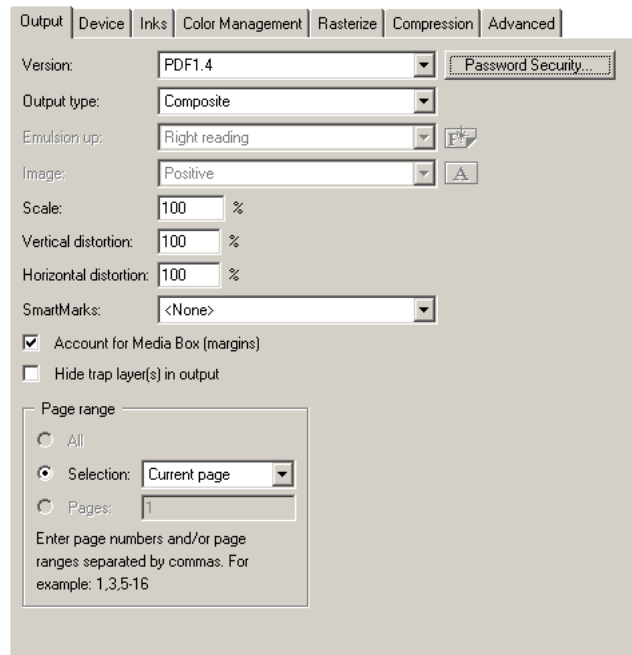 Output Device Inks Color Management Rasterize Compression Advanced
Version: PDF1.4 Password Security...
Output type: Composite
Emulsion up: Right reading F
Image: Positive A
Scale: 100 %
Vertical distortion: 100 %
Horizontal distortion: 100 %
SmartMarks: <None>
Account for Media Box (margins)
Hide trap layer(s) in output
Page range
All
Selection: Current page
Pages: 1
Enter page numbers and/or page
ranges separated by commas. For
example: 1,3,5-16